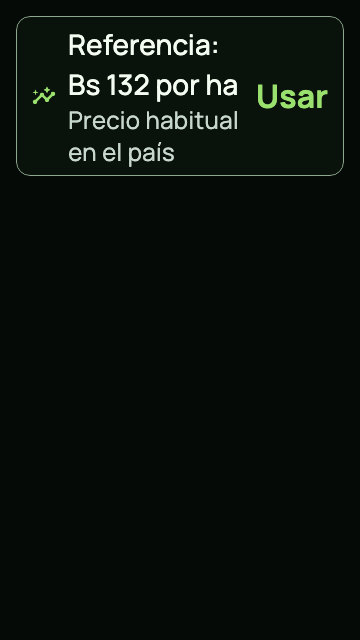 Referencia:
Bs 132 por ha
Precio habitual
en el país
Usar